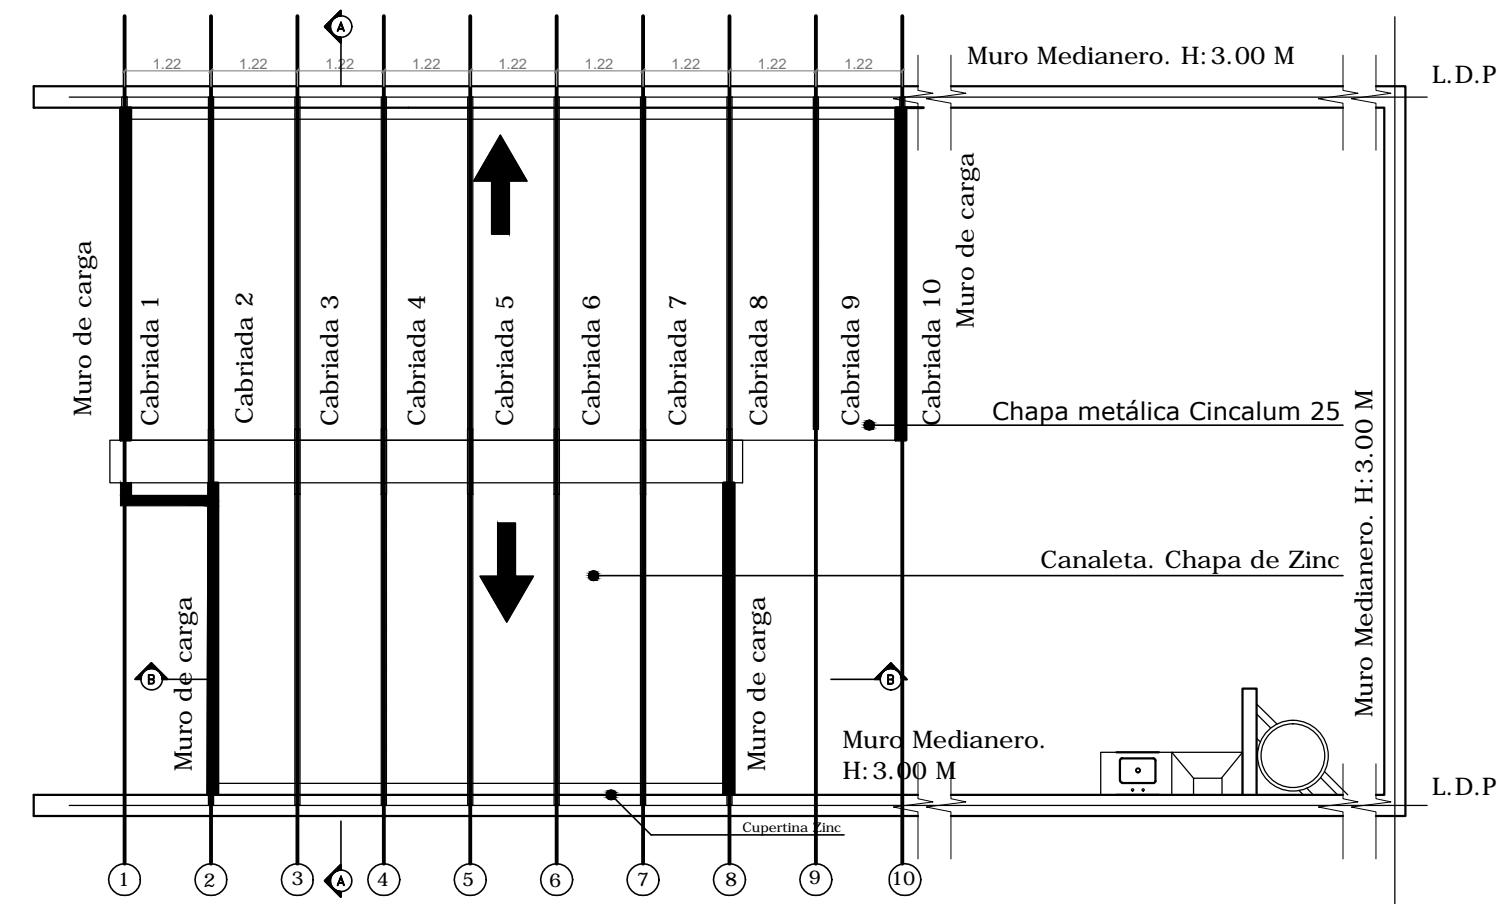 A
1.22 1.22 1.22 1.22 1.22 1.22 1.22 1.22 1.22
Muro Medianero. H:3.00 M
L.D.P
Muro de carga
Cabriada 1
Cabriada 2
Cabriada 3
Cabriada 4
Cabriada 5
Cabriada 6
Cabriada 7
Cabriada 8
Cabriada 9
Cabriada 10
Muro de carga
Chapa metálica Cincalum 25
Muro Medianero. H:3.00 M
Canaleta. Chapa de Zinc
Muro de carga
Muro de carga
B
B
Muro Medianero.
H:3.00 M
L.D.P
Cupertina Zinc
1 2 3 A 4 5 6 7 8 9 10